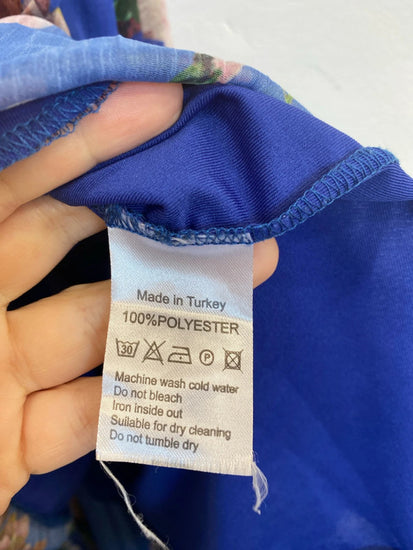 Made in Turkey
100%POLYESTER
30 P
Machine wash cold water
Do not bleach
Iron inside out
Suitable for dry cleaning
Do not tumble dry